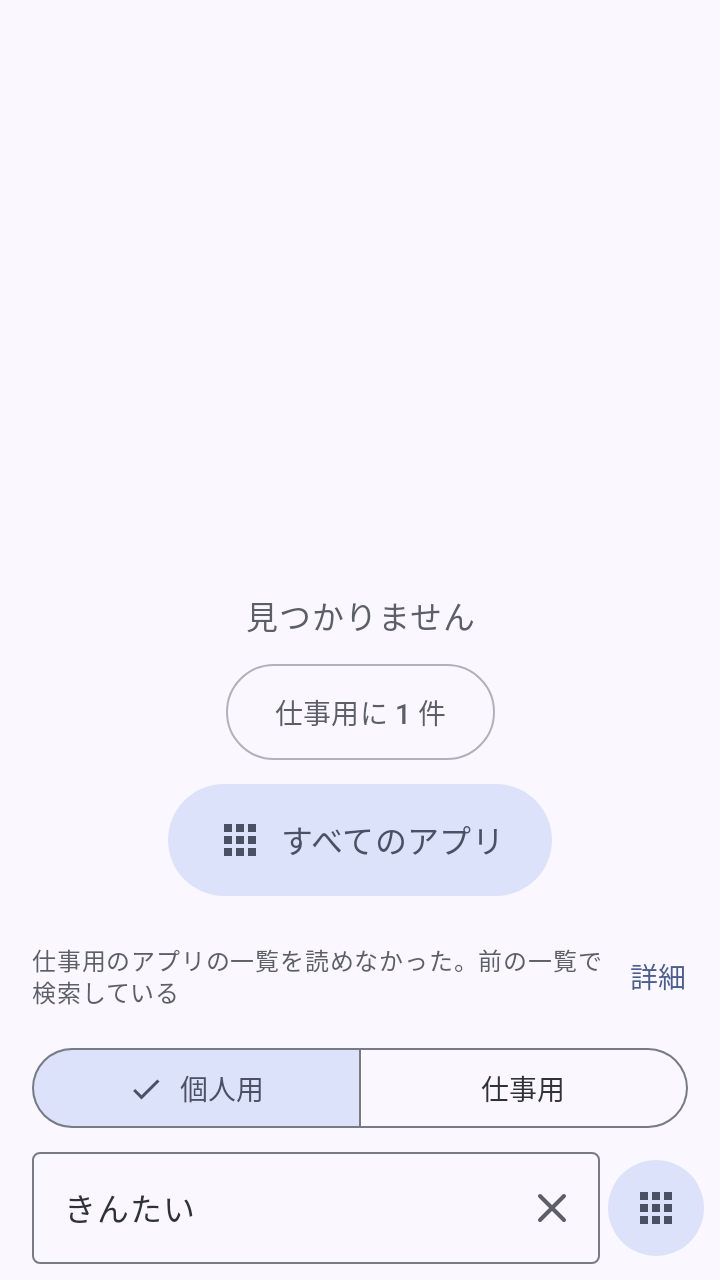 見つかりません
仕事用に 1 件
すべてのアプリ
仕事用のアプリの一覧を読めなかった。前の一覧で
検索している
詳細
個人用
仕事用
きんたい